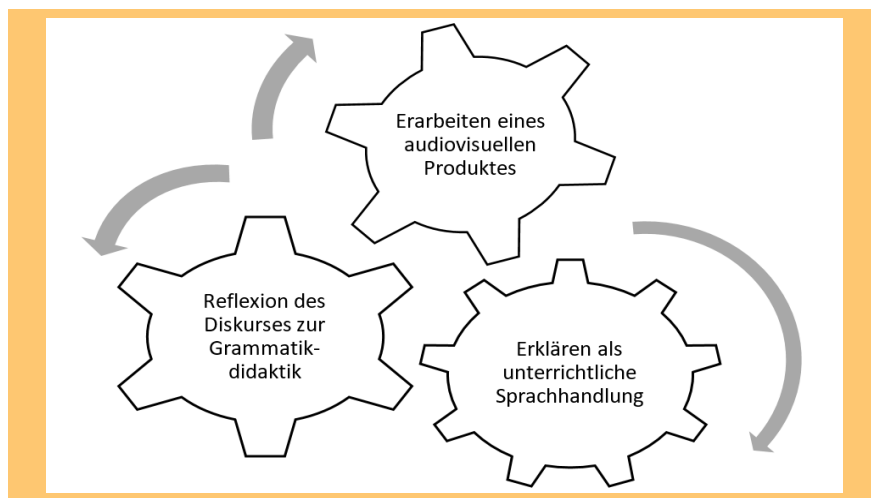 Erarbeiten eines
audiovisuellen
Produktes
Reflexion des
Diskurses zur
Grammatik-
didaktik
Erklären als
unterrichtliche
Sprachhandlung